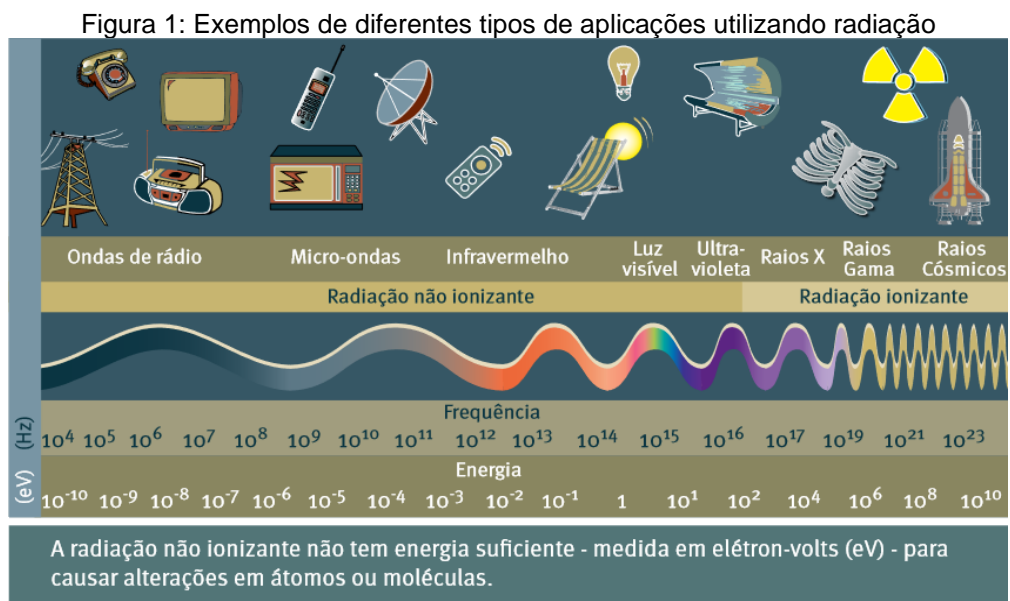 Figura 1: Exemplos de diferentes tipos de aplicações utilizando radiação
Ondas de rádio Micro-ondas Infravermelho Luz visível Ultra-violeta Raios X Raios Gama Raios Cósmicos
Radiação não ionizante Radiação ionizante
Frequência
(Hz) 10⁴ 10⁵ 10⁶ 10⁷ 10⁸ 10⁹ 10¹⁰ 10¹¹ 10¹² 10¹³ 10¹⁴ 10¹⁵ 10¹⁶ 10¹⁷ 10¹⁹ 10²¹ 10²³
Energia
(eV) 10⁻¹⁰ 10⁻⁹ 10⁻⁸ 10⁻⁷ 10⁻⁶ 10⁻⁵ 10⁻⁴ 10⁻³ 10⁻² 10⁻¹ 1 10¹ 10² 10⁴ 10⁶ 10⁸ 10¹⁰
A radiação não ionizante não tem energia suficiente - medida em elétron-volts (eV) - para
causar alterações em átomos ou moléculas.